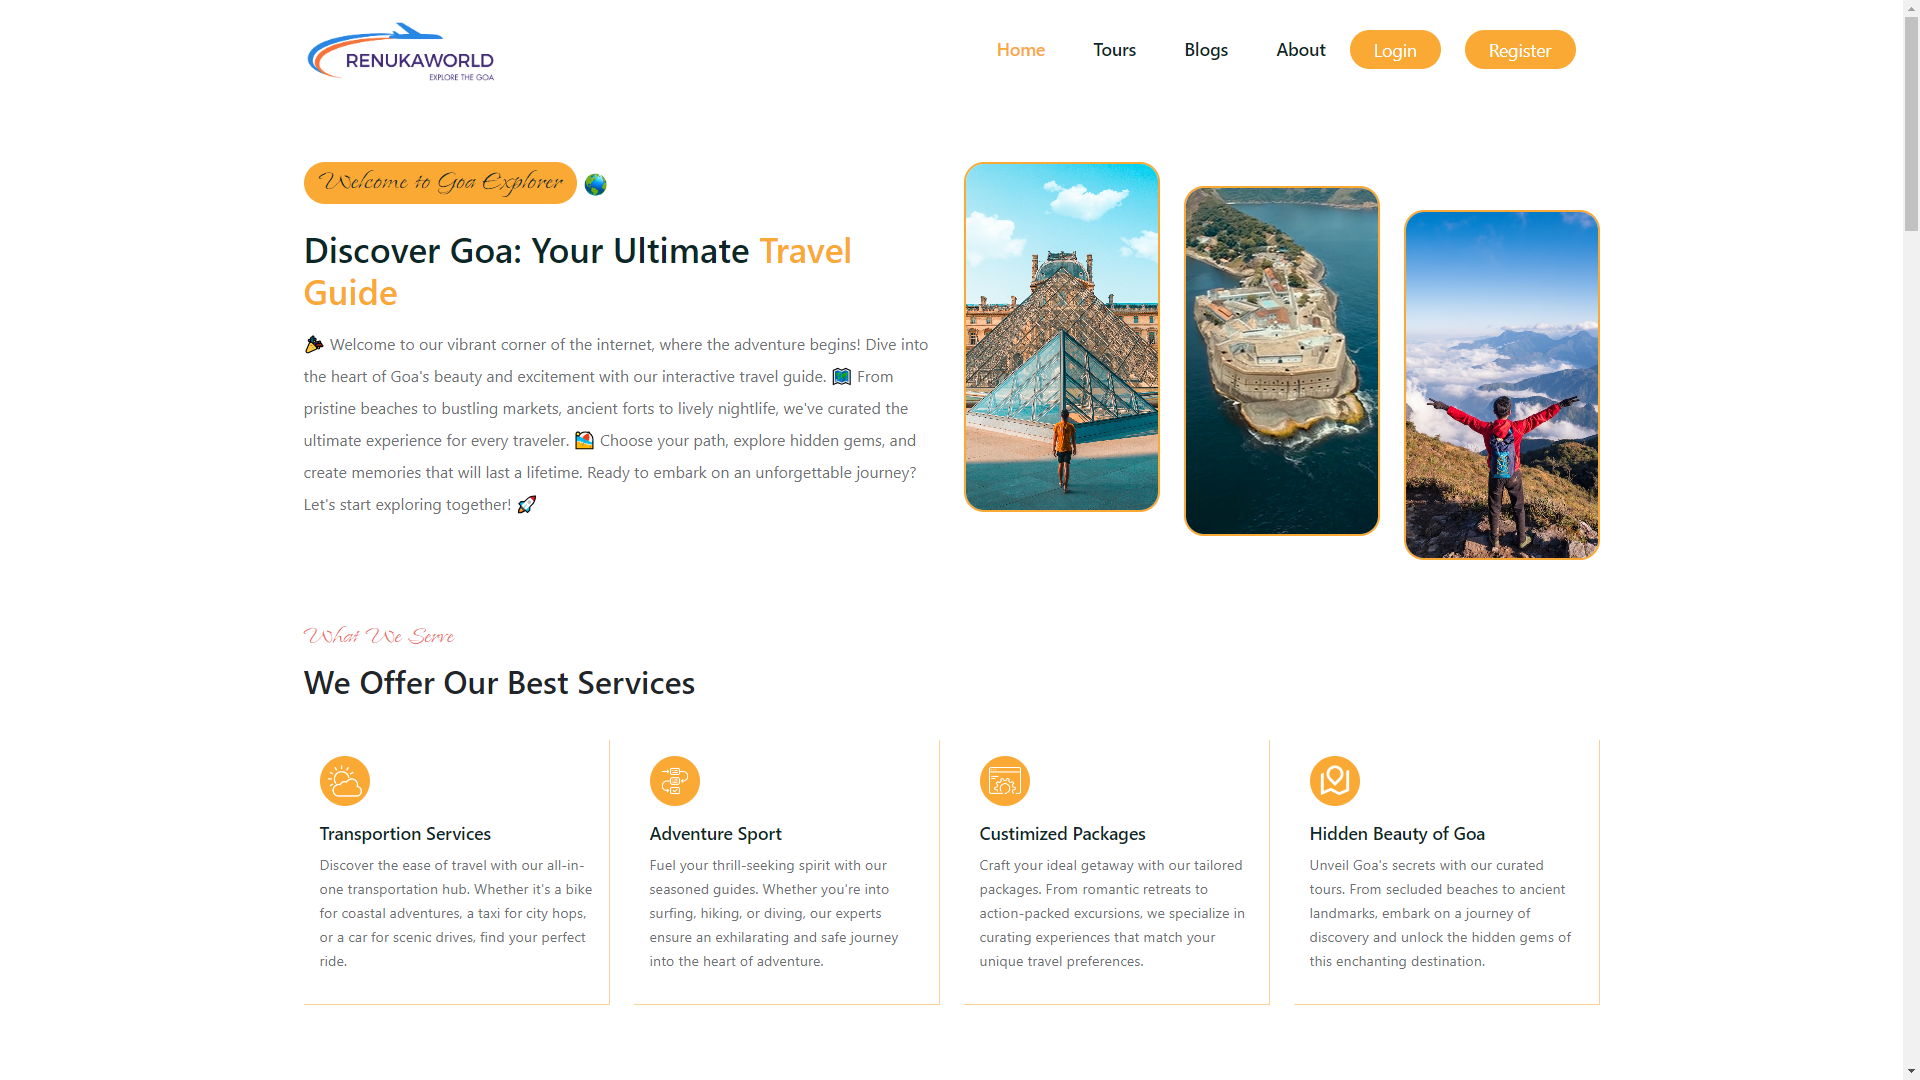 RENUKAWORLD
EXPLORE THE GOA
Home
Tours
Blogs
About
Login
Register
Welcome to Goa Explorer
Discover Goa: Your Ultimate Travel
Guide
Welcome to our vibrant corner of the internet, where the adventure begins! Dive into
the heart of Goa's beauty and excitement with our interactive travel guide. From
pristine beaches to bustling markets, ancient forts to lively nightlife, we've curated the
ultimate experience for every traveler. Choose your path, explore hidden gems, and
create memories that will last a lifetime. Ready to embark on an unforgettable journey?
Let's start exploring together!
What We Serve
We Offer Our Best Services
Transportion Services
Discover the ease of travel with our all-in-
one transportation hub. Whether it's a bike
for coastal adventures, a taxi for city hops,
or a car for scenic drives, find your perfect
ride.
Adventure Sport
Fuel your thrill-seeking spirit with our
seasoned guides. Whether you're into
surfing, hiking, or diving, our experts
ensure an exhilarating and safe journey
into the heart of adventure.
Custimized Packages
Craft your ideal getaway with our tailored
packages. From romantic retreats to
action-packed excursions, we specialize in
curating experiences that match your
unique travel preferences.
Hidden Beauty of Goa
Unveil Goa's secrets with our curated
tours. From secluded beaches to ancient
landmarks, embark on a journey of
discovery and unlock the hidden gems of
this enchanting destination.